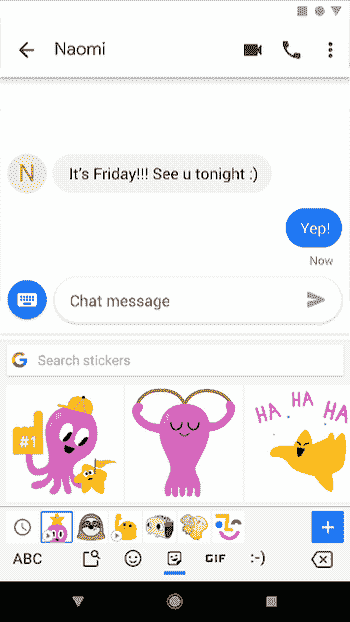 Naomi
N
It's Friday!!! See u tonight :)
Yep!
Now
Chat message
G Search stickers
#1
HA HA HA
ABC GIF :-)